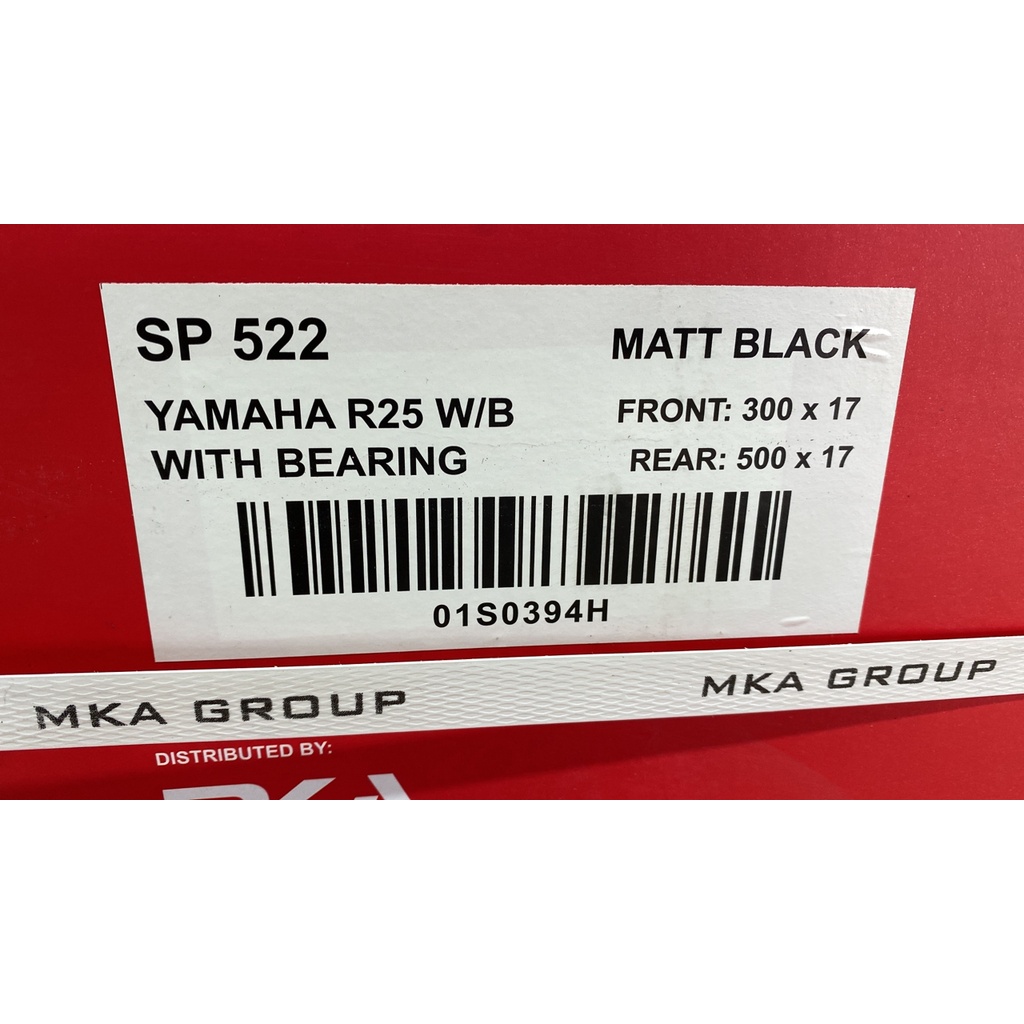 SP 522
MATT BLACK
YAMAHA R25 W/B
FRONT: 300 x 17
WITH BEARING
REAR: 500 x 17
01S0394H
MKA GROUP
MKA GROUP
DISTRIBUTED BY: